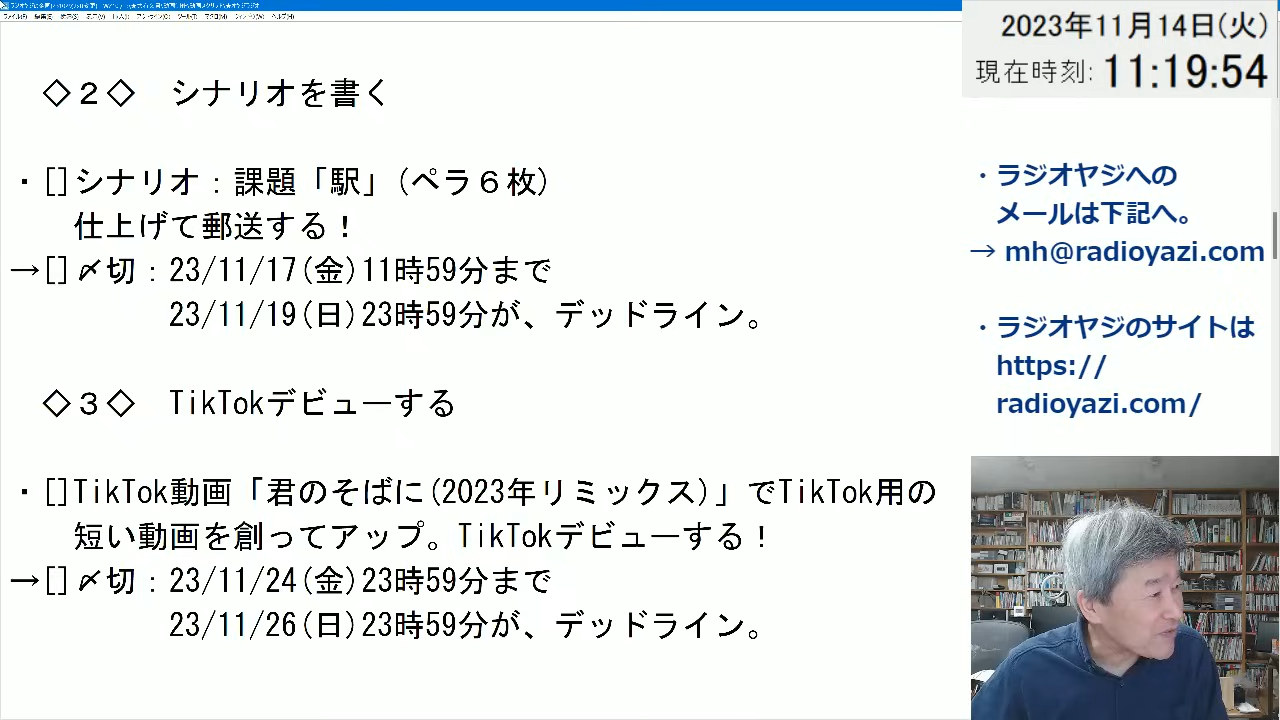 ◇２◇　シナリオを書く
・[]シナリオ：課題「駅」(ペラ６枚)
仕上げて郵送する！
→[]〆切：23/11/17(金)11時59分まで
23/11/19(日)23時59分が、デッドライン。
◇３◇　TikTokデビューする
・[]TikTok動画「君のそばに(2023年リミックス)」でTikTok用の
短い動画を創ってアップ。TikTokデビューする！
→[]〆切：23/11/24(金)23時59分まで
23/11/26(日)23時59分が、デッドライン。
2023年11月14日(火)
現在時刻: 11:19:54
・ラジオヤジへの
メールは下記へ。
→ mh@radioyazi.com
・ラジオヤジのサイトは
https://
radioyazi.com/